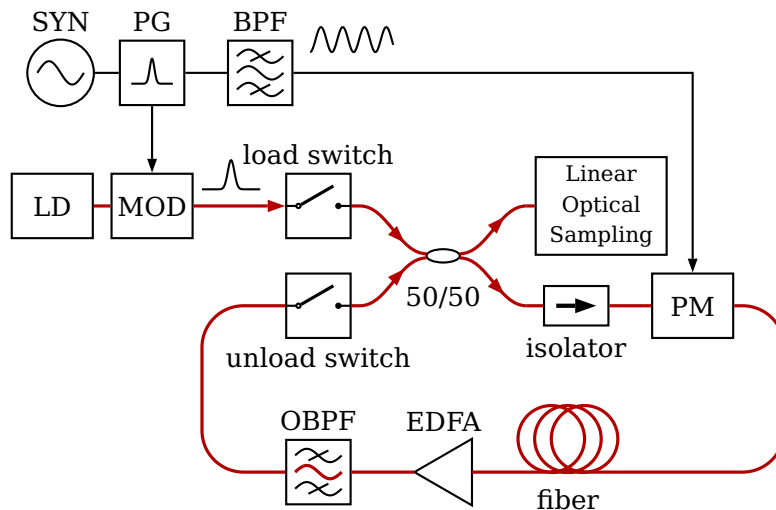 SYN
PG
BPF
load switch
LD
MOD
Linear
Optical
Sampling
50/50
unload switch
isolator
PM
OBPF
EDFA
fiber